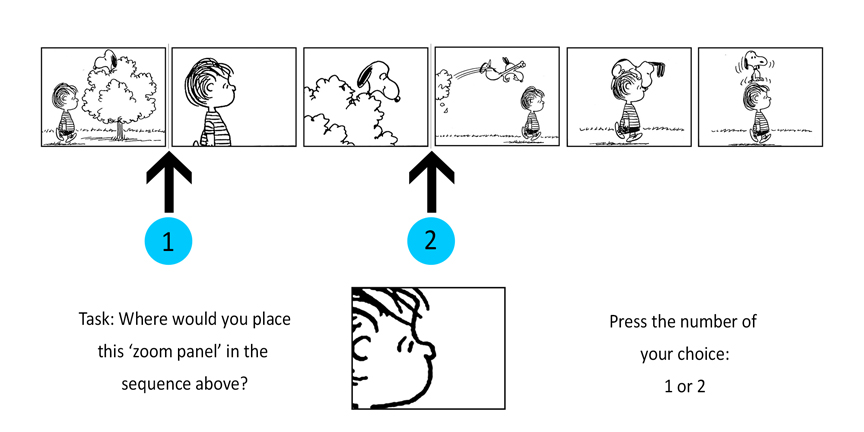 1
2
Task: Where would you place
this ‘zoom panel’ in the
sequence above?
Press the number of
your choice:
1 or 2